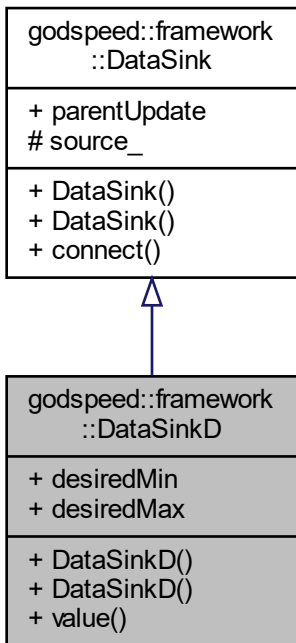 godspeed::framework
::DataSink
+ parentUpdate
# source_
+ DataSink()
+ DataSink()
+ connect()
godspeed::framework
::DataSinkD
+ desiredMin
+ desiredMax
+ DataSinkD()
+ DataSinkD()
+ value()